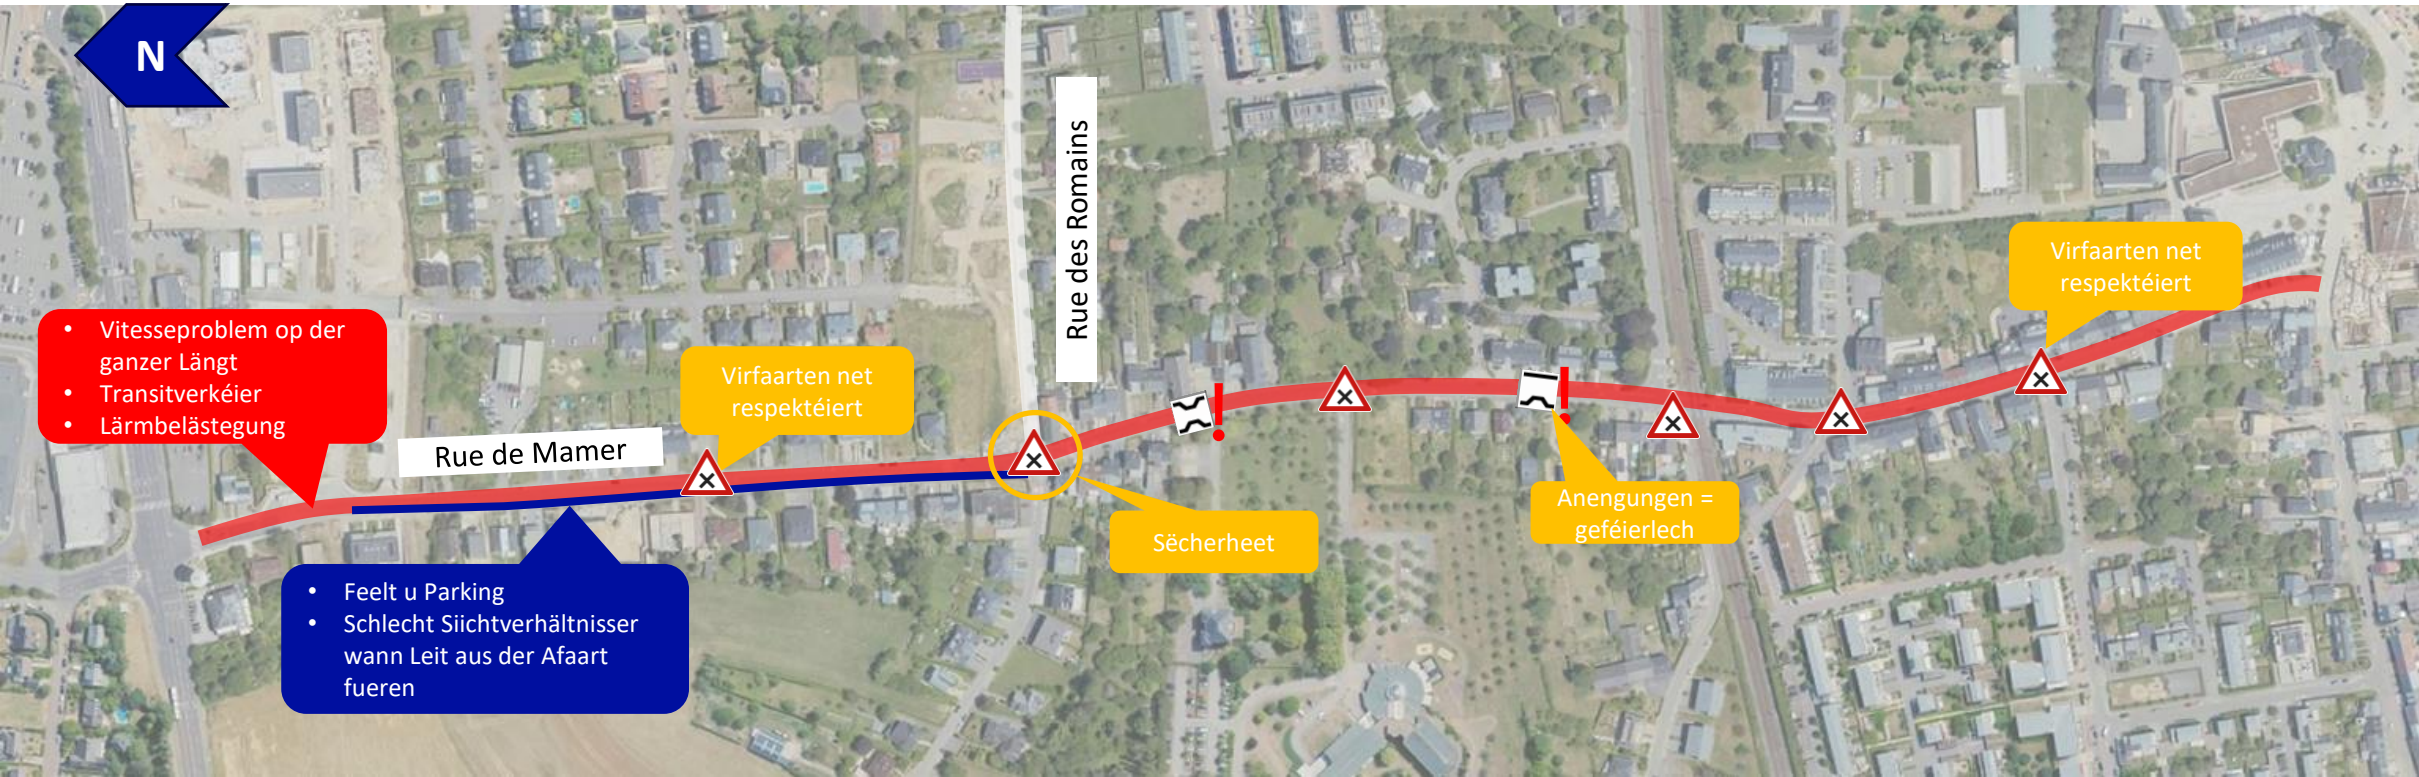 N
Rue des Romains
Virfaarten net
respektéiert
• Vitesseproblem op der
ganzer Längt
• Transitverkéier
• Lärmbelästegung
Virfaarten net
respektéiert
Rue de Mamer
Anengungen =
geféierlech
Sécherheet
• Feelt u Parking
• Schlecht Siichtverhältnisser
wann Leit aus der Afaart
fueren